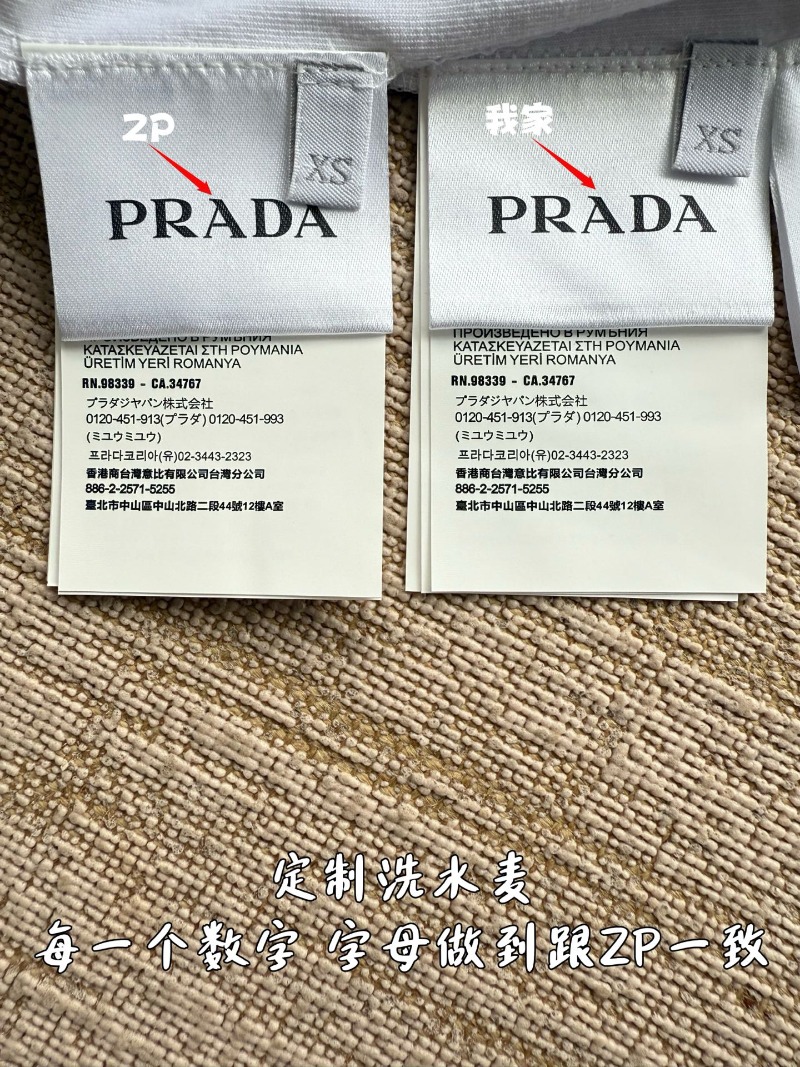 2P
XS
PRADA
KATAΣKEYAZETAI ΣTH POYMANIA
ÜRETİM YERİ ROMANYA
RN.98339 - CA.34767
プラダジャパン株式会社
0120-451-913(プラダ) 0120-451-993
(ミュウミュウ)
프라다코리아(유)02-3443-2323
香港商台灣意比有限公司台灣分公司
886-2-2571-5255
臺北市中山區中山北路二段44號12樓A室
我家
XS
PRADA
ПРОИЗВЕДЕНО В РУМЪНИЯ
KATAΣKEYAZETAI ΣTH POYMANIA
ÜRETİM YERİ ROMANYA
RN.98339 - CA.34767
プラダジャパン株式会社
0120-451-913(プラダ) 0120-451-993
(ミュウミュウ)
프라다코리아(유)02-3443-2323
香港商台灣意比有限公司台灣分公司
886-2-2571-5255
臺北市中山區中山北路二段44號12樓A室
定制洗水麦
每一个数字 字母做到跟ZP一致